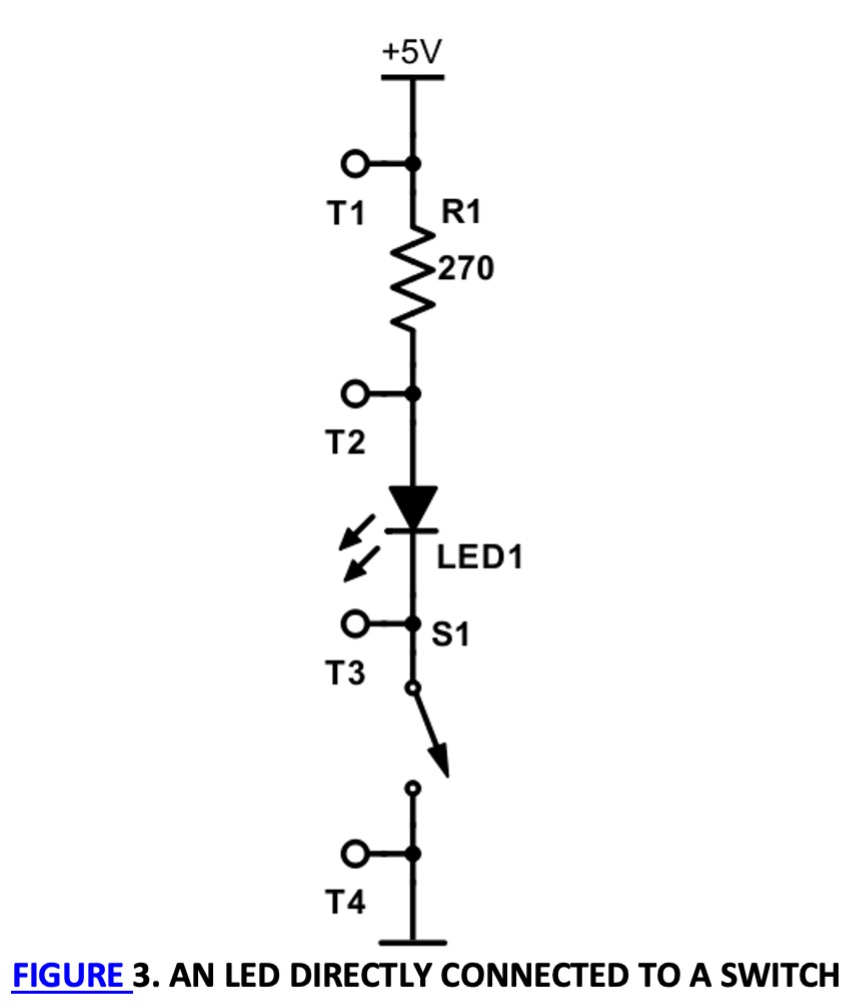 +5V
T1
R1
270
T2
LED1
T3
S1
T4
FIGURE 3. AN LED DIRECTLY CONNECTED TO A SWITCH